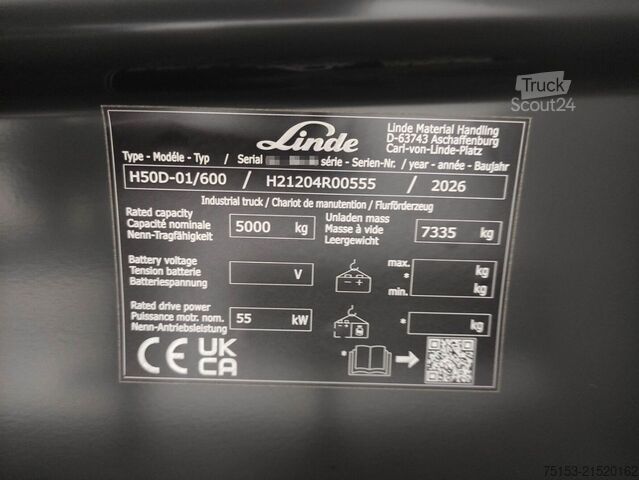 Truck
Scout24
Linde
Linde Material Handling
D-63743 Aschaffenburg
Carl-von-Linde-Platz
Type - Modéle - Typ / Serial série - Serien-Nr. / year - année - Baujahr
H50D-01/600 / H21204R00555 / 2026
Industrial truck / Chariot de manutention / Flurförderzeug
Rated capacity
Capacité nominale
Nenn-Tragfähigkeit
5000 kg
Unladen mass
Masse à vide
Leergewicht
7335 kg
Battery voltage
Tension batterie
Batteriespannung
V
max.
*
min.
kg
kg
Rated drive power
Puissance motr. nom.
Nenn-Antriebsleistung
55 kW
* kg
CE UK
CA
*
75153-21520162